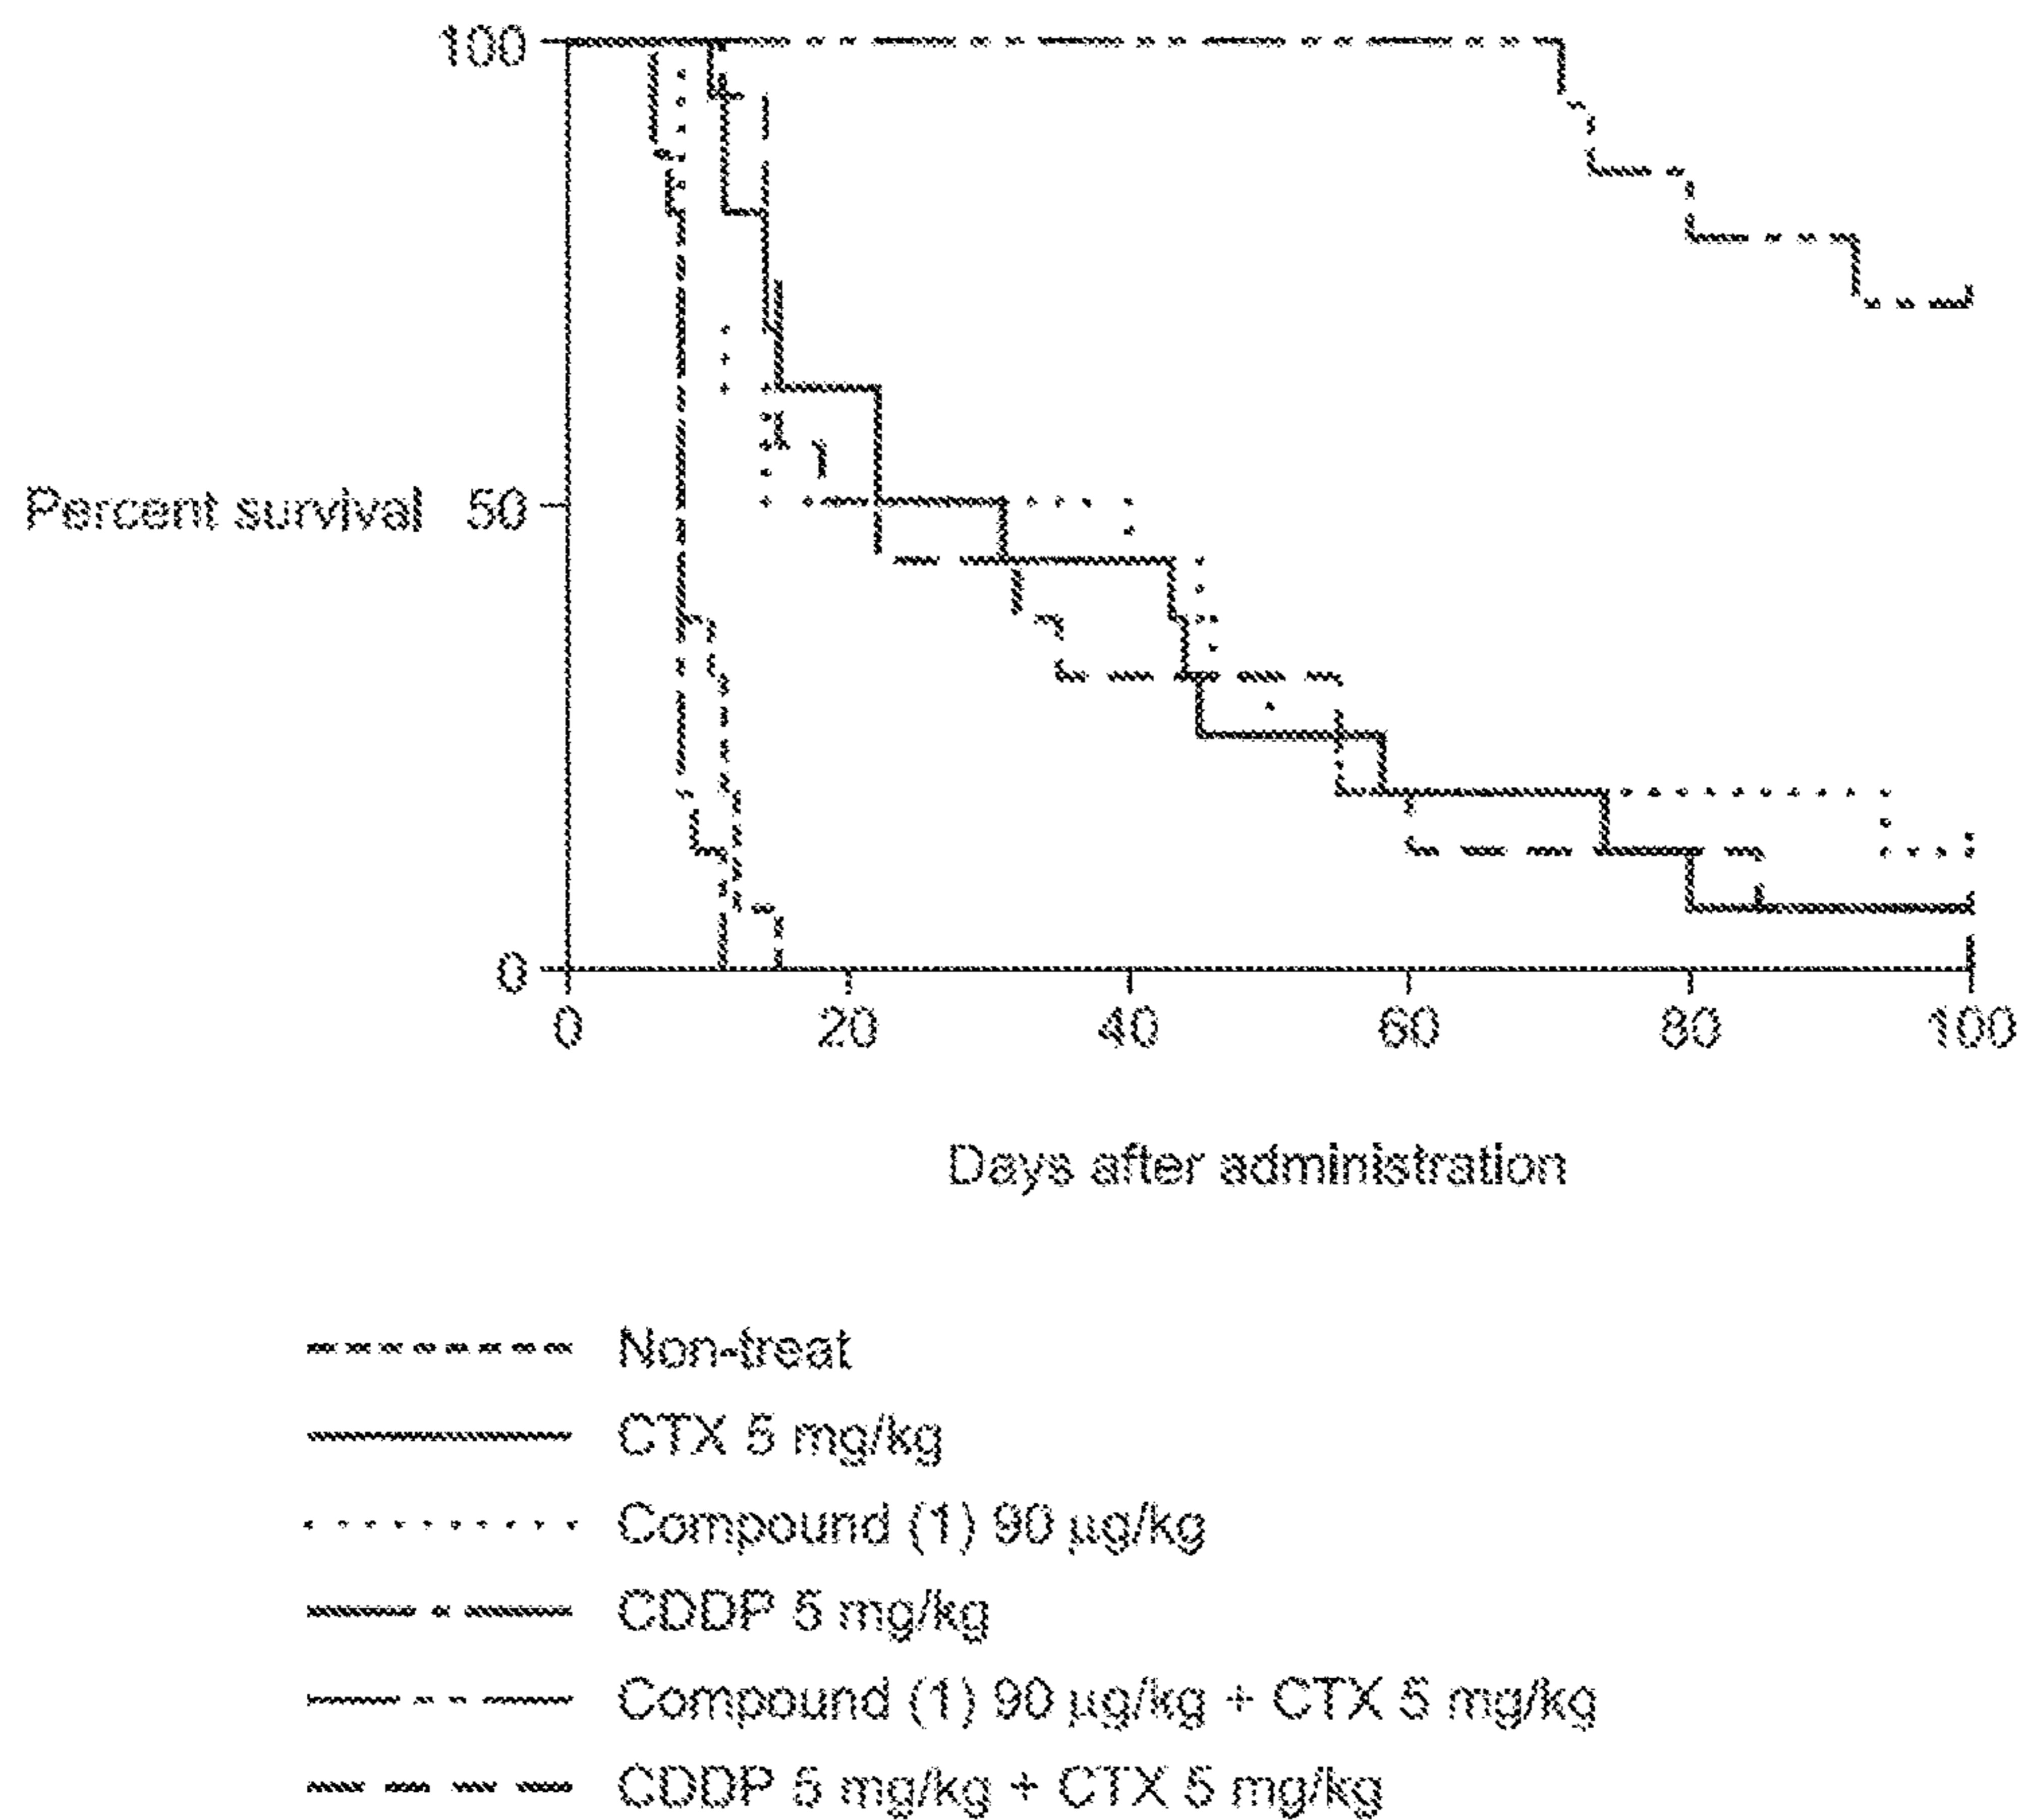 100
Percent survival 50
0
0 20 40 60 80 100
Days after administration
Non-treat
CTX 5 mg/kg
Compound (1) 90 µg/kg
CDDP 5 mg/kg
Compound (1) 90 µg/kg + CTX 5 mg/kg
CDDP 5 mg/kg + CTX 5 mg/kg